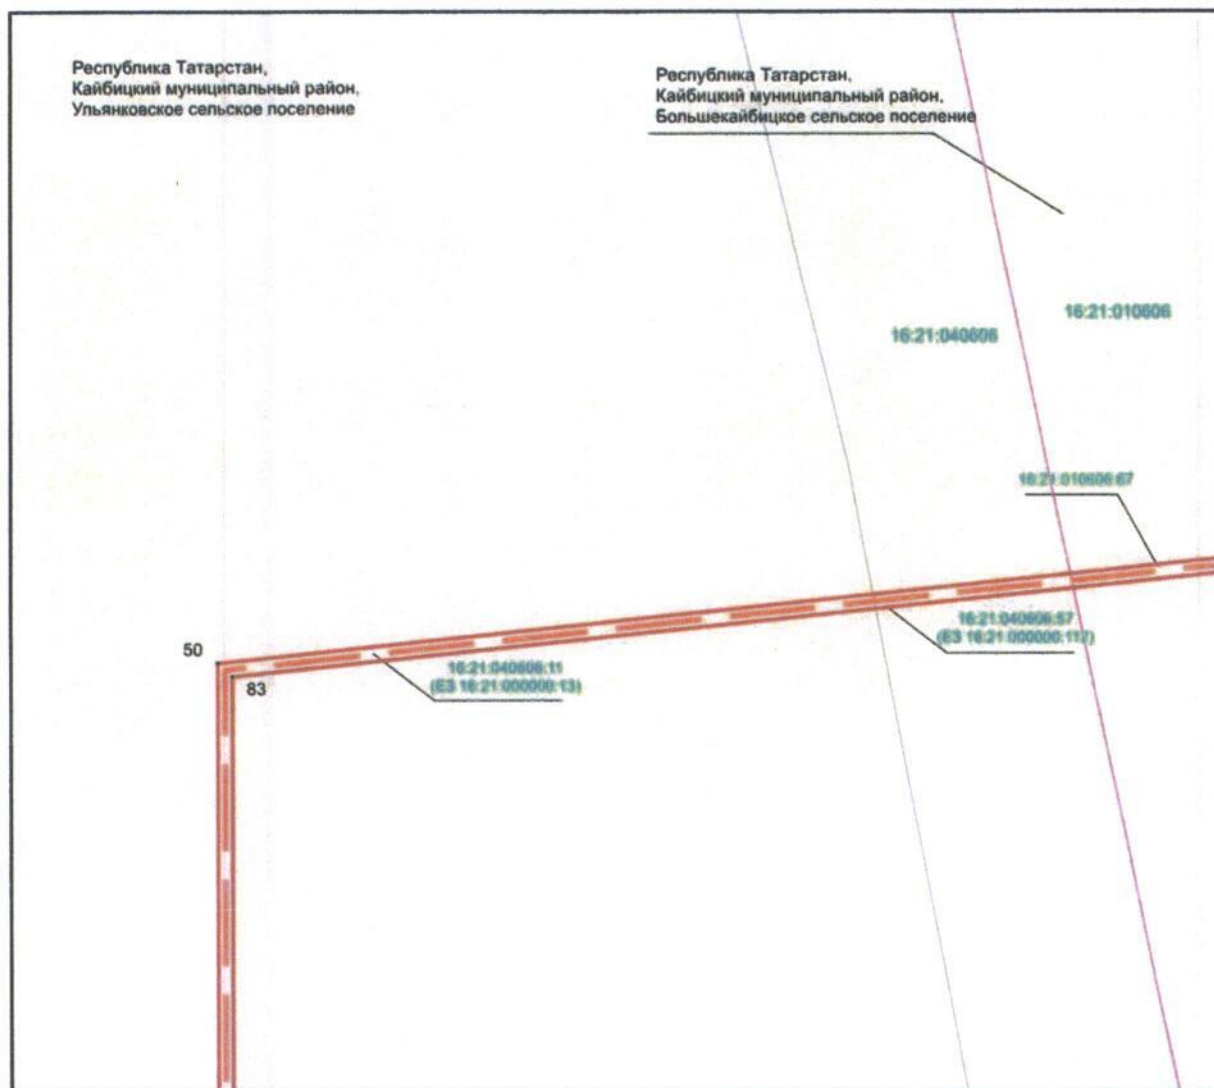 Республика Татарстан,
Кайбицкий муниципальный район,
Ульянковское сельское поселение
Республика Татарстан,
Кайбицкий муниципальный район,
Большекайбицкое сельское поселение
16:21:040606
16:21:010606
16:21:010606:67
16:21:040606:57
(ЕЗ 16:21:000000:117)
50
83
16:21:040606:11
(ЕЗ 16:21:000000:13)